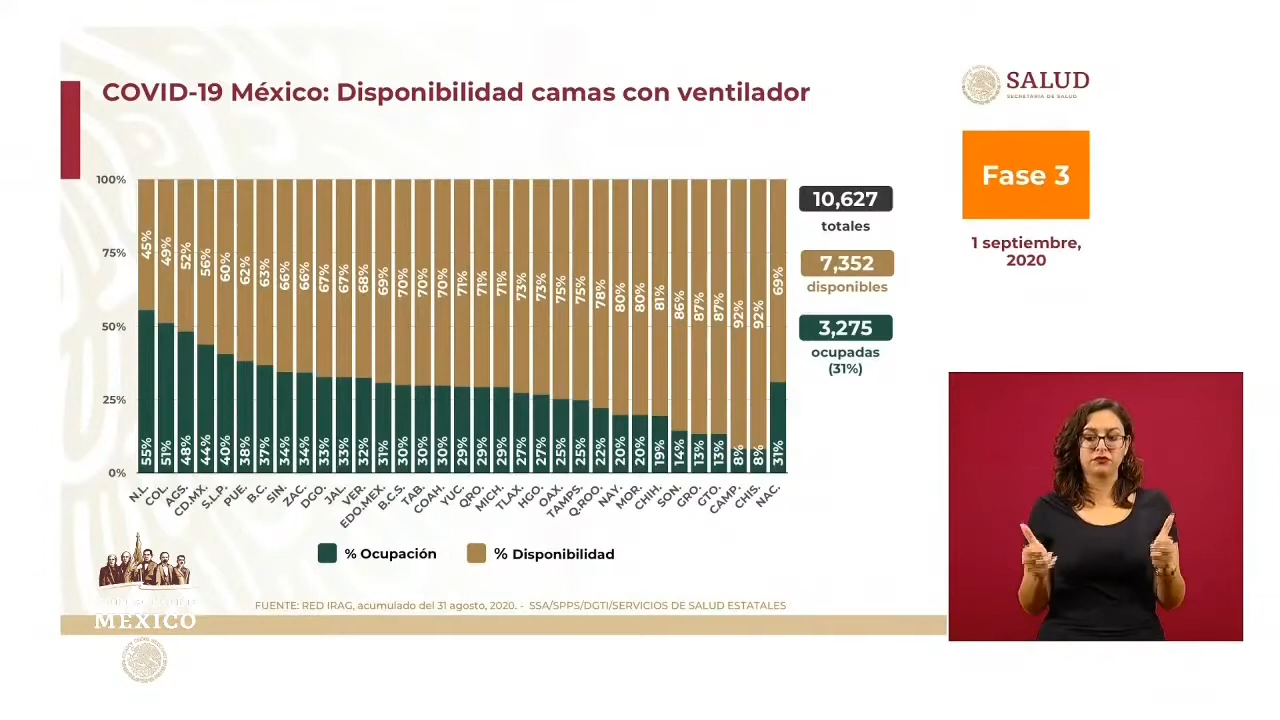 COVID-19 México: Disponibilidad camas con ventilador
SALUD
SECRETARÍA DE SALUD
Fase 3
1 septiembre,
2020
100%
75%
50%
25%
0%
45% 49% 52% 56% 60% 62% 63% 66% 66% 67% 67% 68% 69% 70% 70% 70% 71% 71% 71% 73% 73% 75% 75% 78% 80% 80% 81% 86% 87% 87% 92% 92% 69%
55% 51% 48% 44% 40% 38% 37% 34% 34% 33% 33% 32% 31% 30% 30% 30% 29% 29% 29% 27% 27% 25% 25% 22% 20% 20% 19% 14% 13% 13% 8% 8% 31%
N.L. COL. AGS. CD.MX. S.L.P. PUE. B.C. SIN. ZAC. DGO. JAL. VER. EDO.MEX. B.C.S. TAB. COAH. YUC. QRO. MICH. TLAX. HGO. OAX. TAMPS. Q.ROO. NAY. MOR. CHIH. SON. GRO. GTO. CAMP. CHIS. NAC.
10,627
totales
7,352
disponibles
3,275
ocupadas
(31%)
% Ocupación
% Disponibilidad
FUENTE: RED IRAG, acumulado del 31 agosto, 2020. - SSA/SPPS/DGTI/SERVICIOS DE SALUD ESTATALES
MÉXICO